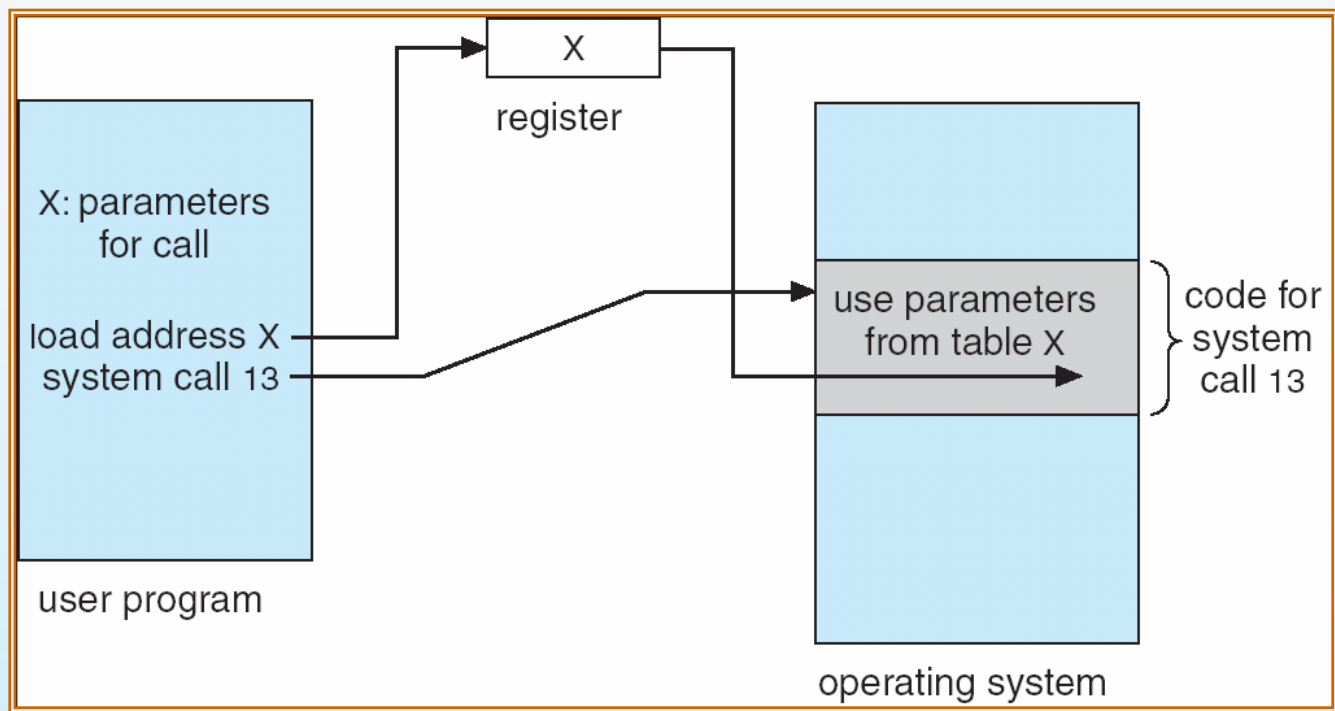 X
register
X: parameters
for call
load address X
system call 13
user program
use parameters
from table X
code for
system
call 13
operating system